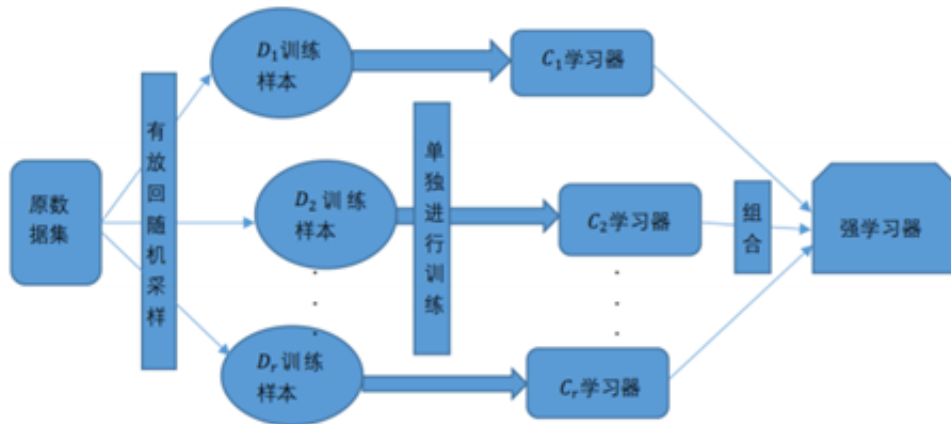 原数
据集
有放回随机采样
D₁训练
样本
D₂训练
样本
Dᵣ训练
样本
单独进行训练
C₁学习器
C₂学习器
Cᵣ学习器
组合
强学习器